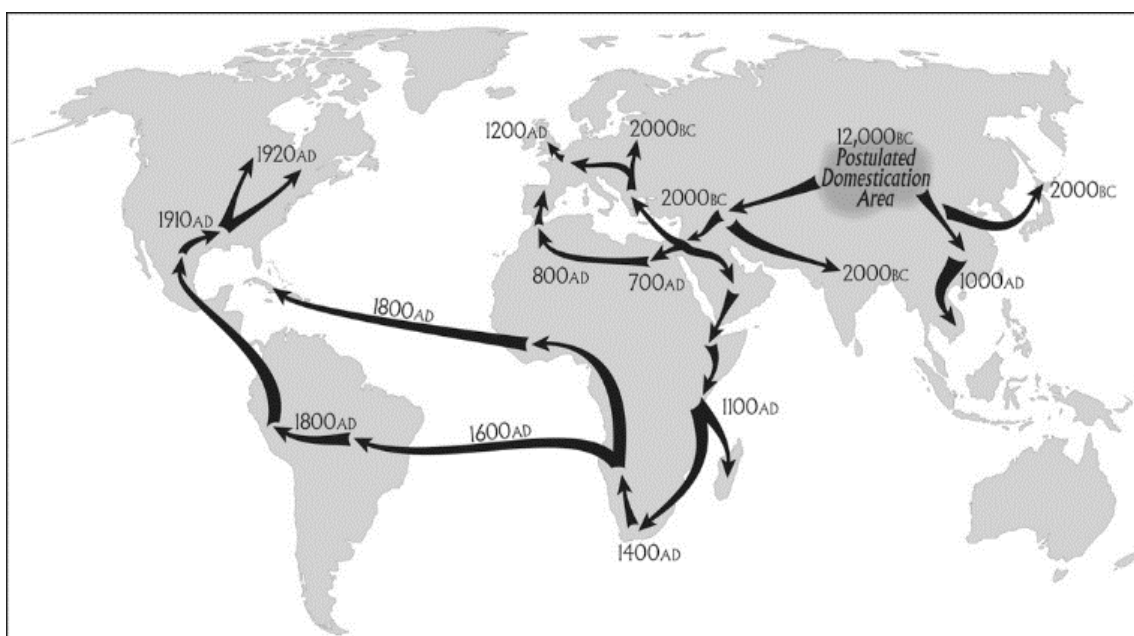 1200AD
2000BC
12,000BC
Postulated
Domestication
Area
1920AD
2000BC
2000BC
1910AD
800AD
700AD
2000BC
1000AD
1800AD
1100AD
1800AD
1600AD
1400AD